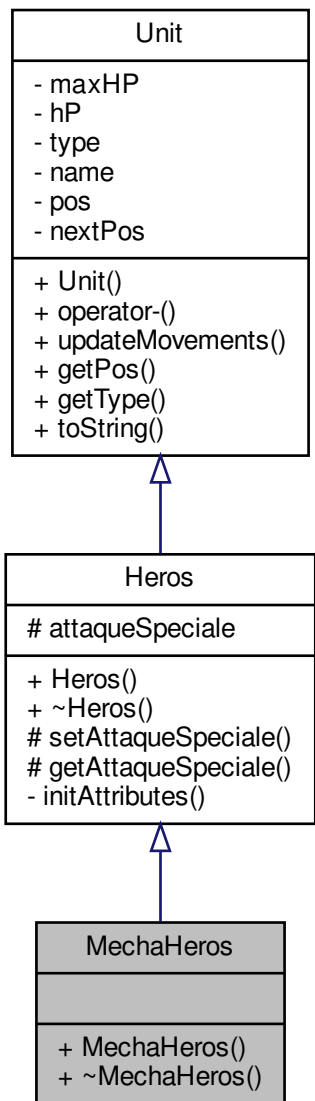 Unit
- maxHP
- hP
- type
- name
- pos
- nextPos
+ Unit()
+ operator-()
+ updateMovements()
+ getPos()
+ getType()
+ toString()
Heros
# attaqueSpeciale
+ Heros()
+ ~Heros()
# setAttaqueSpeciale()
# getAttaqueSpeciale()
- initAttributes()
MechaHeros
+ MechaHeros()
+ ~MechaHeros()